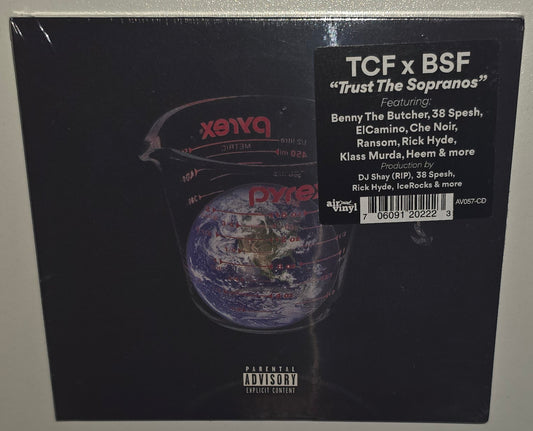 TCF x BSF
"Trust The Sopranos"
Featuring:
Benny The Butcher, 38 Spesh,
ElCamino, Che Noir,
Ransom, Rick Hyde,
Klass Murda, Heem & more
Production by
DJ Shay (RIP), 38 Spesh,
Rick Hyde, IceRocks & more
air vinyl
AV057-CD
7 06091 20222 3
pyrex
METRIC
450 ml
pyrex
PARENTAL
ADVISORY
EXPLICIT CONTENT